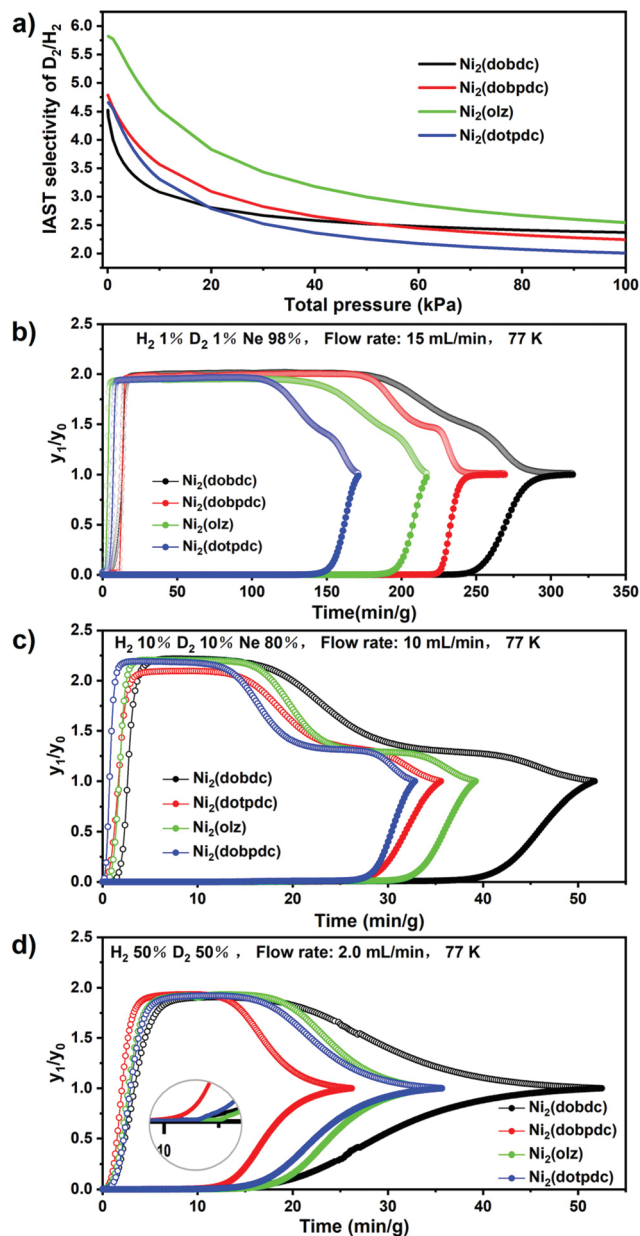 a)
IAST selectivity of D₂/H₂
6.0
5.5
5.0
4.5
4.0
3.5
3.0
2.5
2.0
Ni₂(dobdc)
Ni₂(dobpdc)
Ni₂(olz)
Ni₂(dotpdc)
0 20 40 60 80 100
Total pressure (kPa)
b)
H₂ 1% D₂ 1% Ne 98%, Flow rate: 15 mL/min, 77 K
y₁/y₀
2.5
2.0
1.5
1.0
0.5
0.0
Ni₂(dobdc)
Ni₂(dobpdc)
Ni₂(olz)
Ni₂(dotpdc)
0 50 100 150 200 250 300 350
Time(min/g)
c)
H₂ 10% D₂ 10% Ne 80%, Flow rate: 10 mL/min, 77 K
y₁/y₀
2.5
2.0
1.5
1.0
0.5
0.0
Ni₂(dobdc)
Ni₂(dotpdc)
Ni₂(olz)
Ni₂(dobpdc)
0 10 20 30 40 50
Time (min/g)
d)
H₂ 50% D₂ 50%, Flow rate: 2.0 mL/min, 77 K
y₁/y₀
2.5
2.0
1.5
1.0
0.5
0.0
10
Ni₂(dobdc)
Ni₂(dobpdc)
Ni₂(olz)
Ni₂(dotpdc)
0 5 10 15 20 25 30 35 40 45 50 55
Time (min/g)